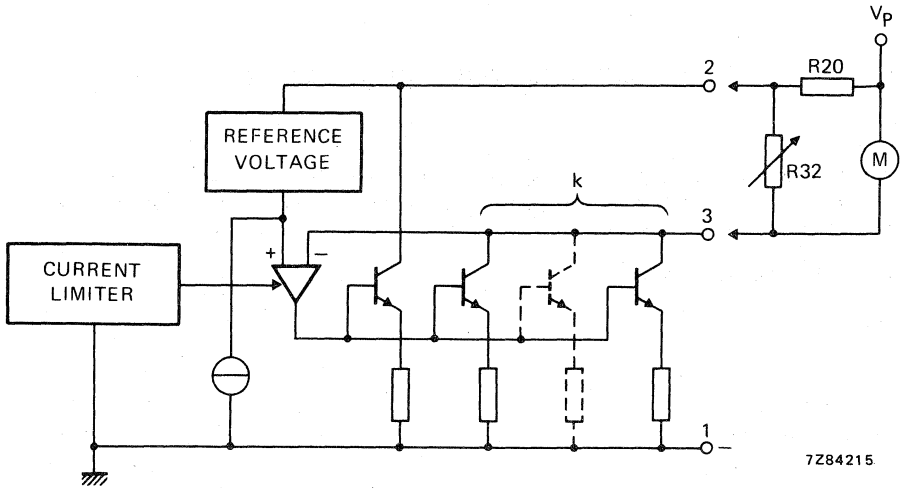 V_P
2
R20
REFERENCE
VOLTAGE
R32
M
k
3
+
−
CURRENT
LIMITER
1
−
7Z84215